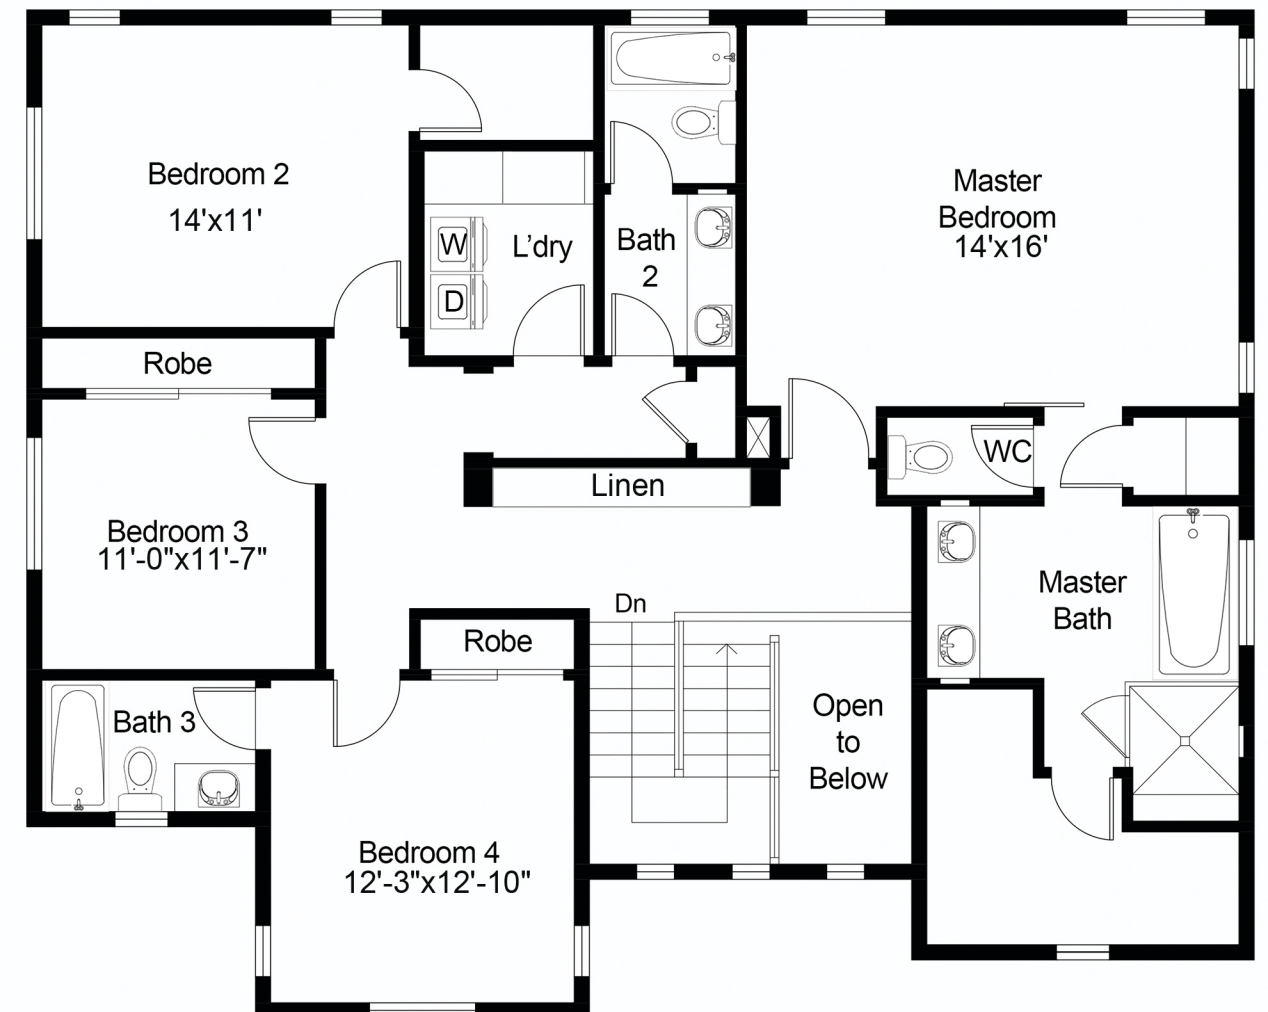 Bedroom 2
14'x11'
Master
Bedroom
14'x16'
W
L'dry
D
Bath
2
Robe
WC
Linen
Bedroom 3
11'-0"x11'-7"
Master
Bath
Dn
Robe
Bath 3
Open
to
Below
Bedroom 4
12'-3"x12'-10"